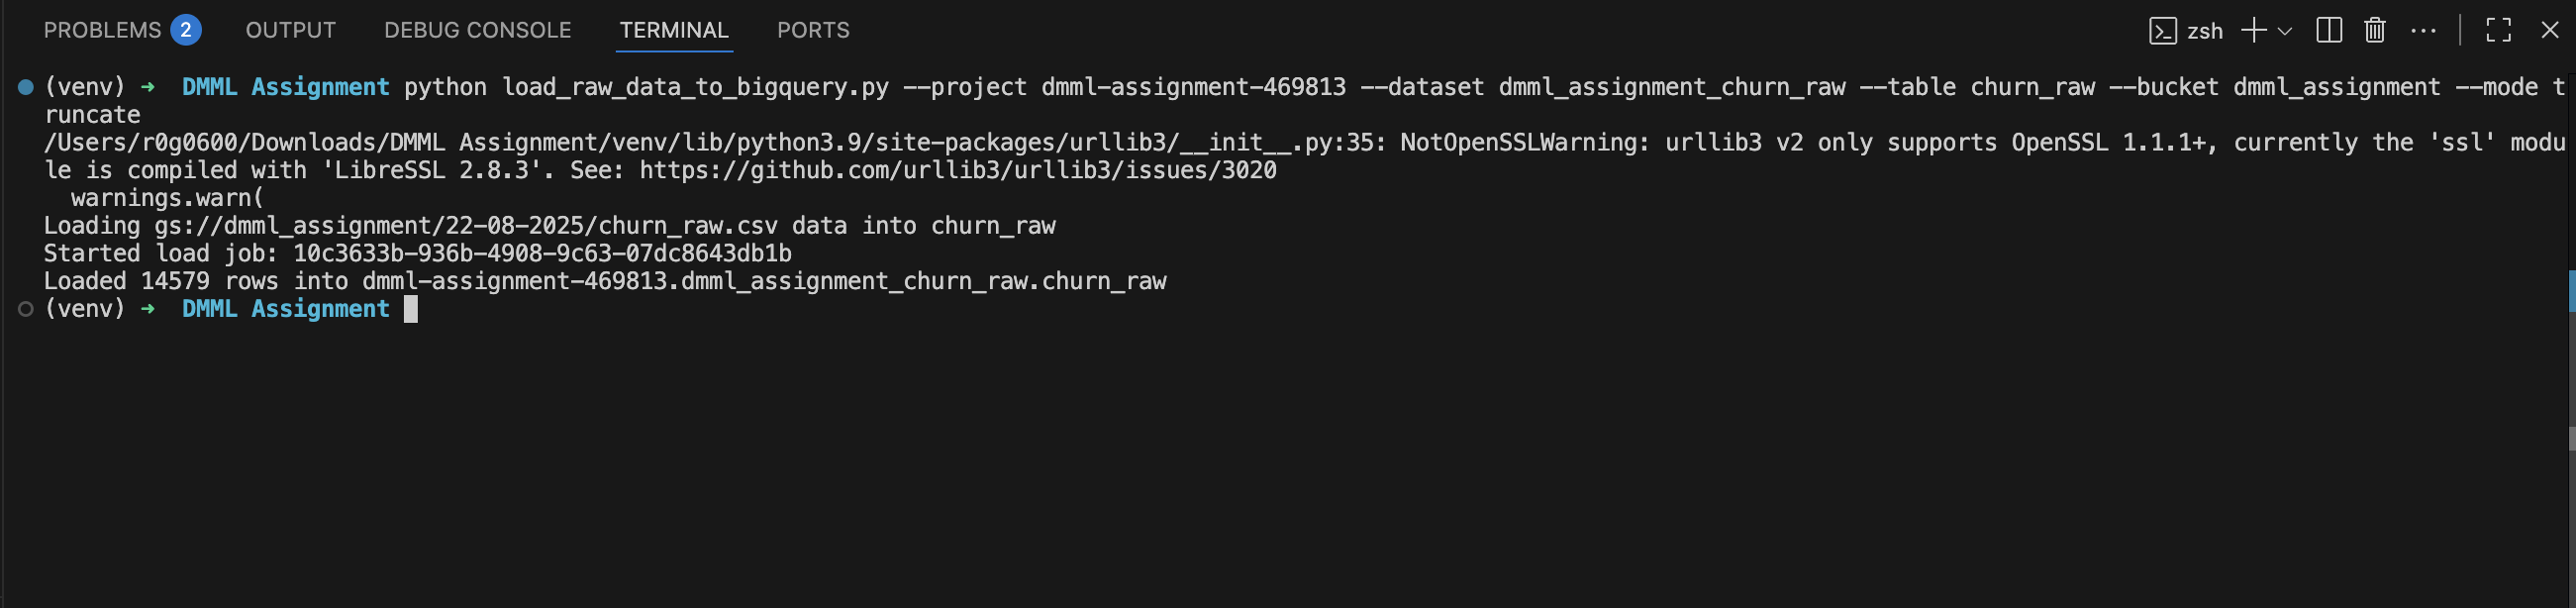 PROBLEMS 2 OUTPUT DEBUG CONSOLE TERMINAL PORTS zsh
(venv) ➜ DMML Assignment python load_raw_data_to_bigquery.py --project dmml-assignment-469813 --dataset dmml_assignment_churn_raw --table churn_raw --bucket dmml_assignment --mode t
runcate
/Users/r0g0600/Downloads/DMML Assignment/venv/lib/python3.9/site-packages/urllib3/__init__.py:35: NotOpenSSLWarning: urllib3 v2 only supports OpenSSL 1.1.1+, currently the 'ssl' modu
le is compiled with 'LibreSSL 2.8.3'. See: https://github.com/urllib3/urllib3/issues/3020
  warnings.warn(
Loading gs://dmml_assignment/22-08-2025/churn_raw.csv data into churn_raw
Started load job: 10c3633b-936b-4908-9c63-07dc8643db1b
Loaded 14579 rows into dmml-assignment-469813.dmml_assignment_churn_raw.churn_raw
(venv) ➜ DMML Assignment